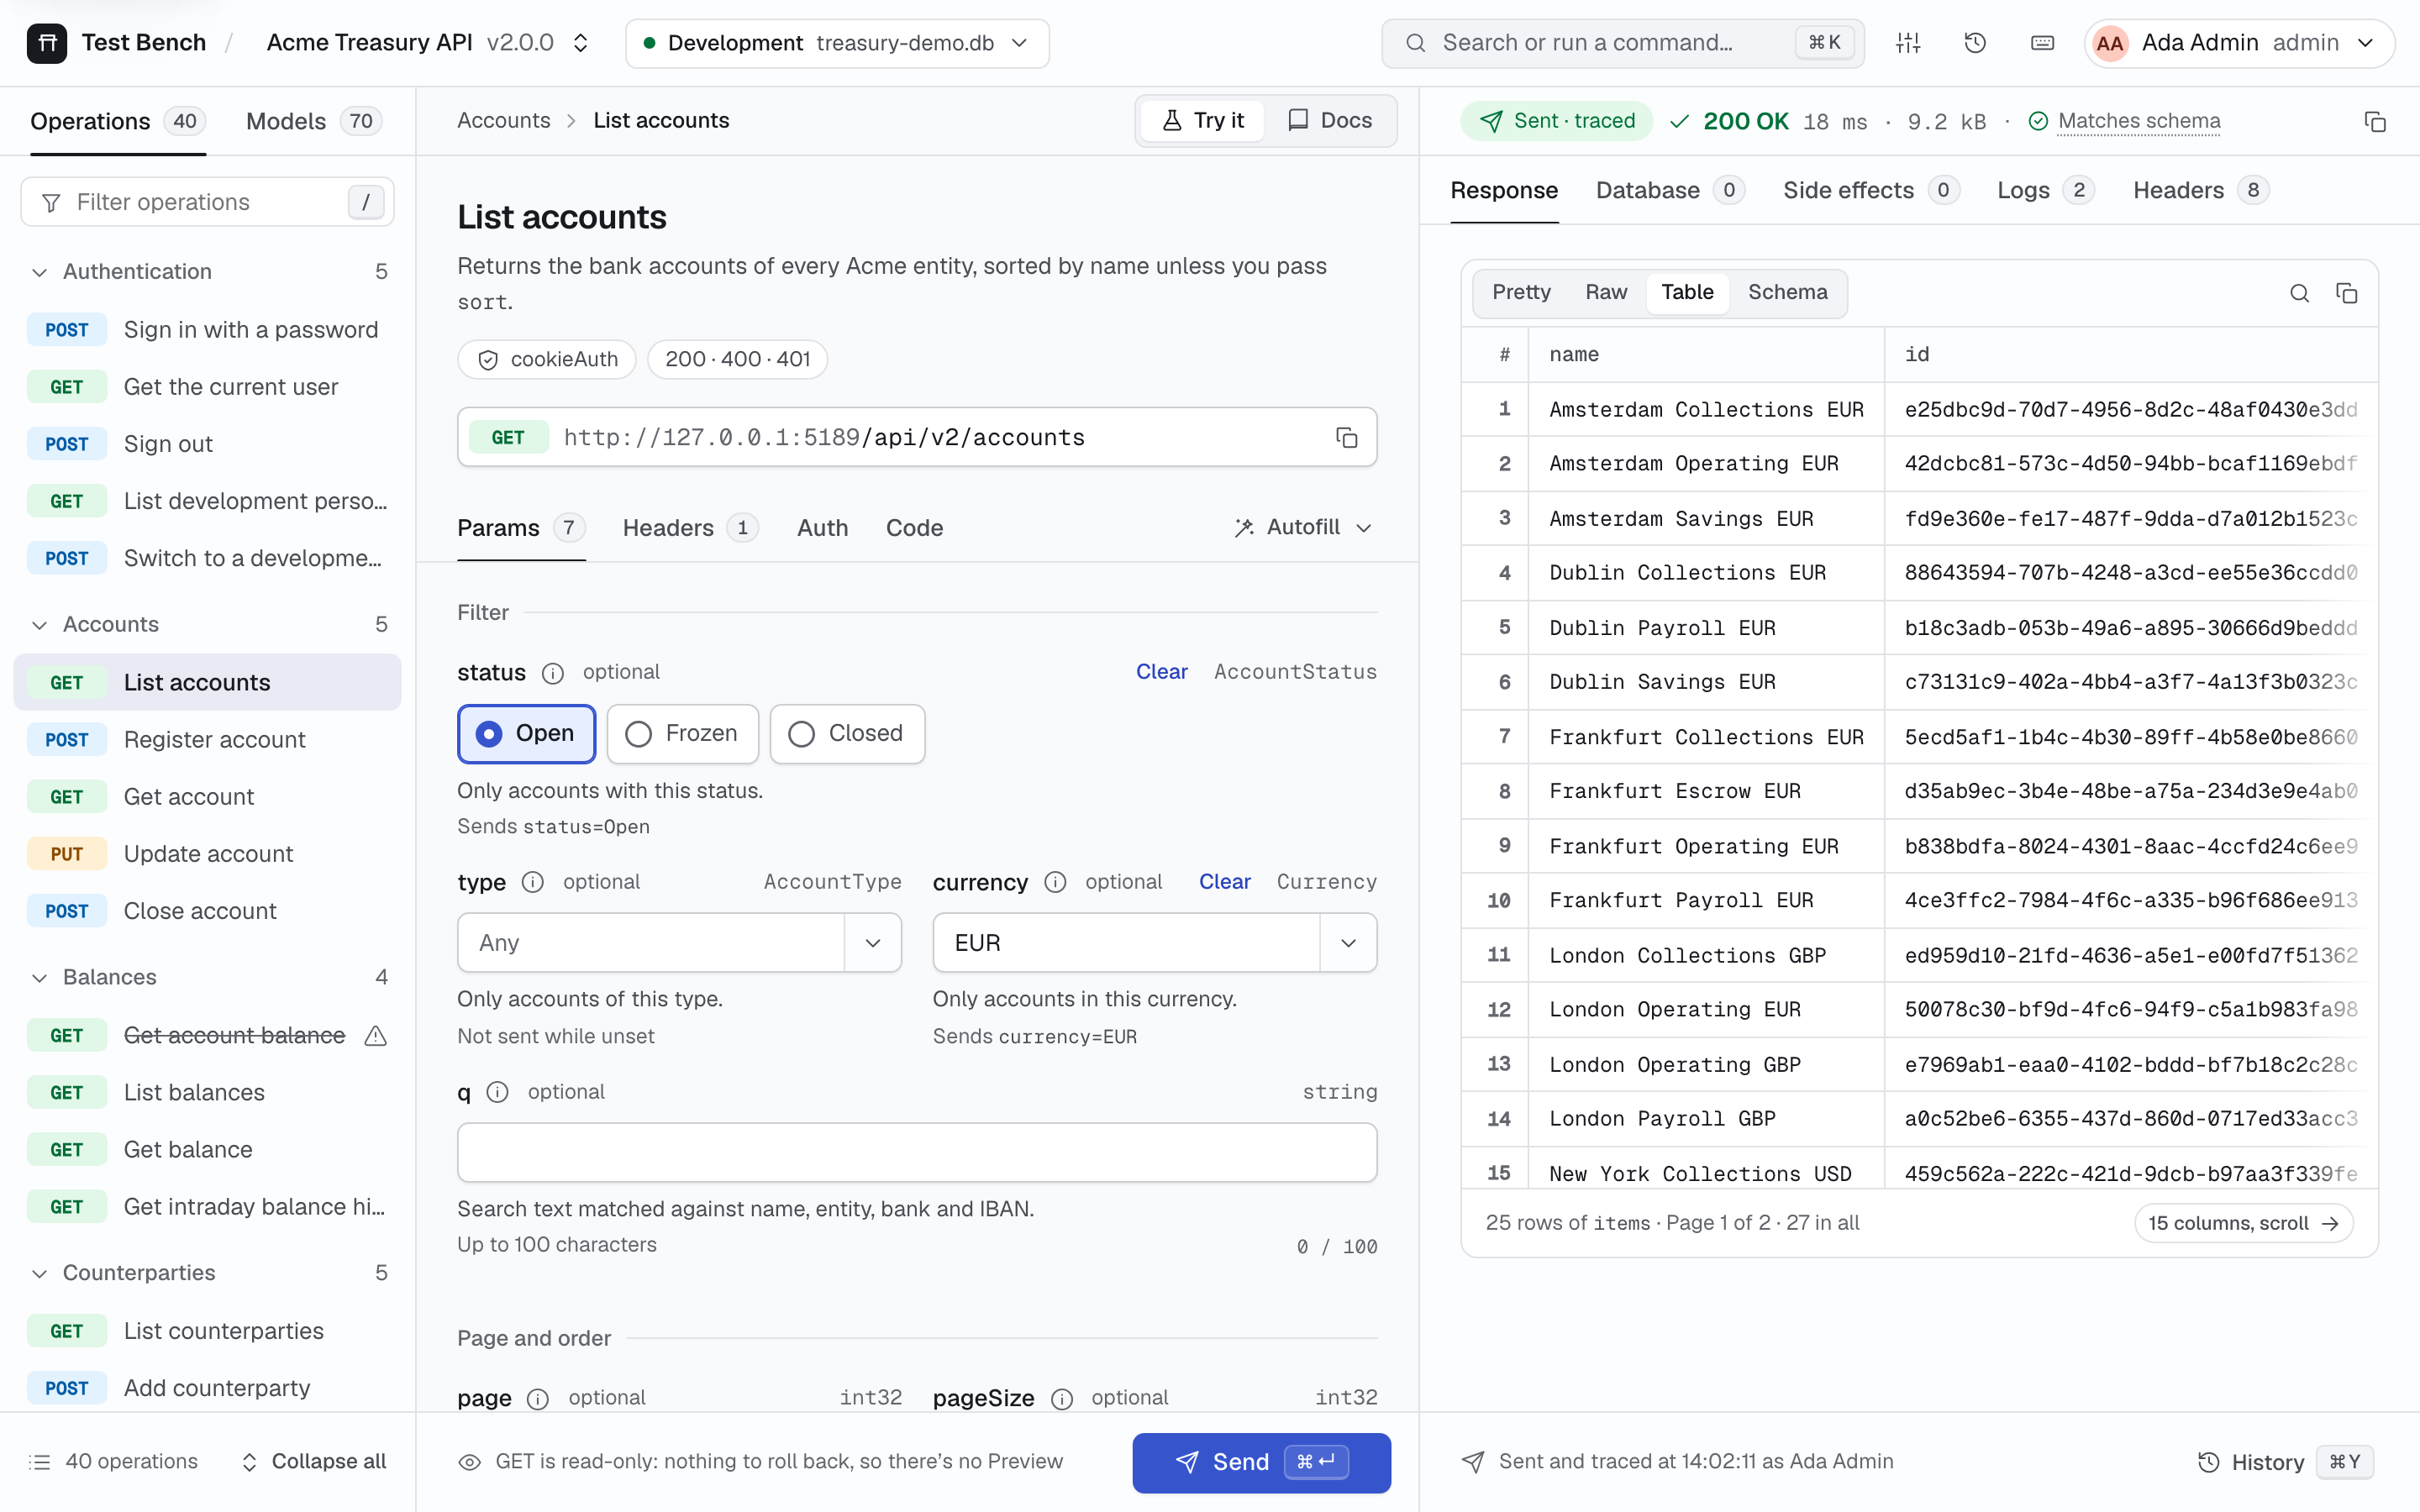 Test Bench / Acme Treasury API v2.0.0
Development treasury-demo.db
Search or run a command... ⌘K
AA Ada Admin admin
Operations 40 Models 70
Filter operations /
Authentication 5
POST Sign in with a password
GET Get the current user
POST Sign out
GET List development perso...
POST Switch to a developme...
Accounts 5
GET List accounts
POST Register account
GET Get account
PUT Update account
POST Close account
Balances 4
GET Get account balance
GET List balances
GET Get balance
GET Get intraday balance hi...
Counterparties 5
GET List counterparties
POST Add counterparty
40 operations Collapse all
Accounts > List accounts
Try it Docs
List accounts
Returns the bank accounts of every Acme entity, sorted by name unless you pass
sort.
cookieAuth 200 · 400 · 401
GET http://127.0.0.1:5189/api/v2/accounts
Params 7 Headers 1 Auth Code Autofill
Filter
status optional Clear AccountStatus
Open Frozen Closed
Only accounts with this status.
Sends status=Open
type optional AccountType
Any
Only accounts of this type.
Not sent while unset
currency optional Clear Currency
EUR
Only accounts in this currency.
Sends currency=EUR
q optional string
Search text matched against name, entity, bank and IBAN.
Up to 100 characters 0 / 100
Page and order
page optional int32 pageSize optional int32
GET is read-only: nothing to roll back, so there's no Preview
Send ⌘↵
Sent · traced 200 OK 18 ms · 9.2 kB · Matches schema
Response Database 0 Side effects 0 Logs 2 Headers 8
Pretty Raw Table Schema
# name id
1 Amsterdam Collections EUR e25dbc9d-70d7-4956-8d2c-48af0430e3dd
2 Amsterdam Operating EUR 42dcbc81-573c-4d50-94bb-bcaf1169ebdf
3 Amsterdam Savings EUR fd9e360e-fe17-487f-9dda-d7a012b1523c
4 Dublin Collections EUR 88643594-707b-4248-a3cd-ee55e36ccdd0
5 Dublin Payroll EUR b18c3adb-053b-49a6-a895-30666d9beddd
6 Dublin Savings EUR c73131c9-402a-4bb4-a3f7-4a13f3b0323c
7 Frankfurt Collections EUR 5ecd5af1-1b4c-4b30-89ff-4b58e0be8660
8 Frankfurt Escrow EUR d35ab9ec-3b4e-48be-a75a-234d3e9e4ab0
9 Frankfurt Operating EUR b838bdfa-8024-4301-8aac-4ccfd24c6ee9
10 Frankfurt Payroll EUR 4ce3ffc2-7984-4f6c-a335-b96f686ee913
11 London Collections GBP ed959d10-21fd-4636-a5e1-e00fd7f51362
12 London Operating EUR 50078c30-bf9d-4fc6-94f9-c5a1b983fa98
13 London Operating GBP e7969ab1-eaa0-4102-bddd-bf7b18c2c28c
14 London Payroll GBP a0c52be6-6355-437d-860d-0717ed33acc3
15 New York Collections USD 459c562a-222c-421d-9dcb-b97aa3f339fe
25 rows of items · Page 1 of 2 · 27 in all 15 columns, scroll →
Sent and traced at 14:02:11 as Ada Admin History ⌘Y